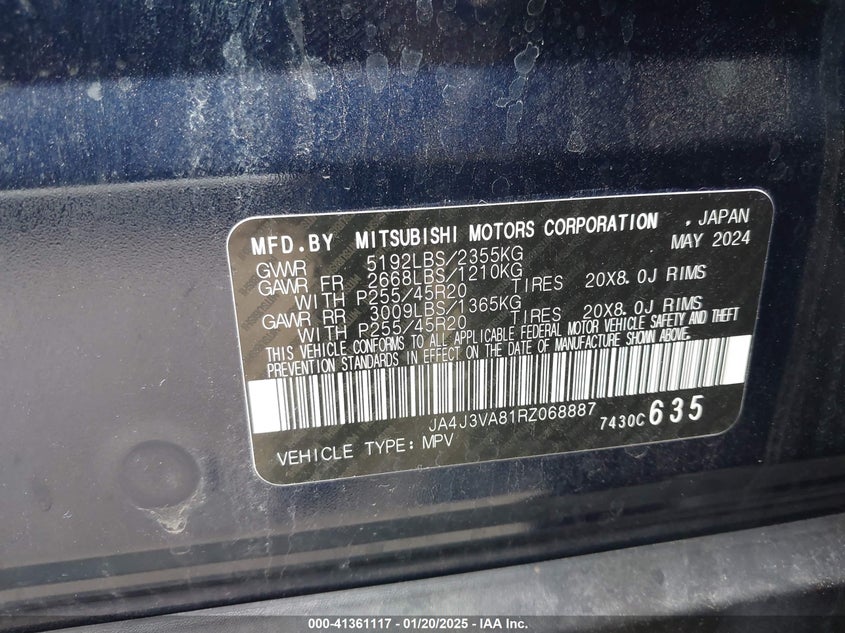 MFD.BY MITSUBISHI MOTORS CORPORATION . JAPAN
GVWR 5192LBS/2355KG MAY 2024
GAWR FR 2668LBS/1210KG
WITH P255/45R20 TIRES 20X8.0J RIMS
GAWR RR 3009LBS/1365KG
WITH P255/45R20 TIRES 20X8.0J RIMS
THIS VEHICLE CONFORMS TO ALL APPLICABLE FEDERAL MOTOR VEHICLE SAFETY AND THEFT
PREVENTION STANDARDS IN EFFECT ON THE DATE OF MANUFACTURE SHOWN ABOVE.
JA4J3VA81RZ068887 7430C 635
VEHICLE TYPE: MPV
000-41361117 - 01/20/2025 - IAA Inc.